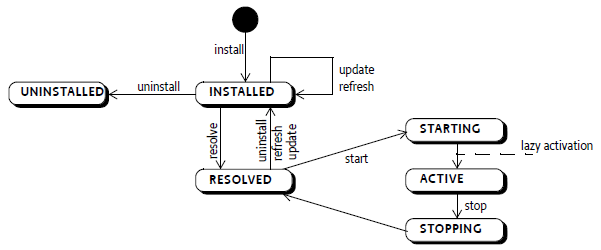 install
update
refresh
UNINSTALLED
uninstall
INSTALLED
resolve
uninstall
refresh
update
STARTING
start
lazy activation
RESOLVED
ACTIVE
stop
STOPPING